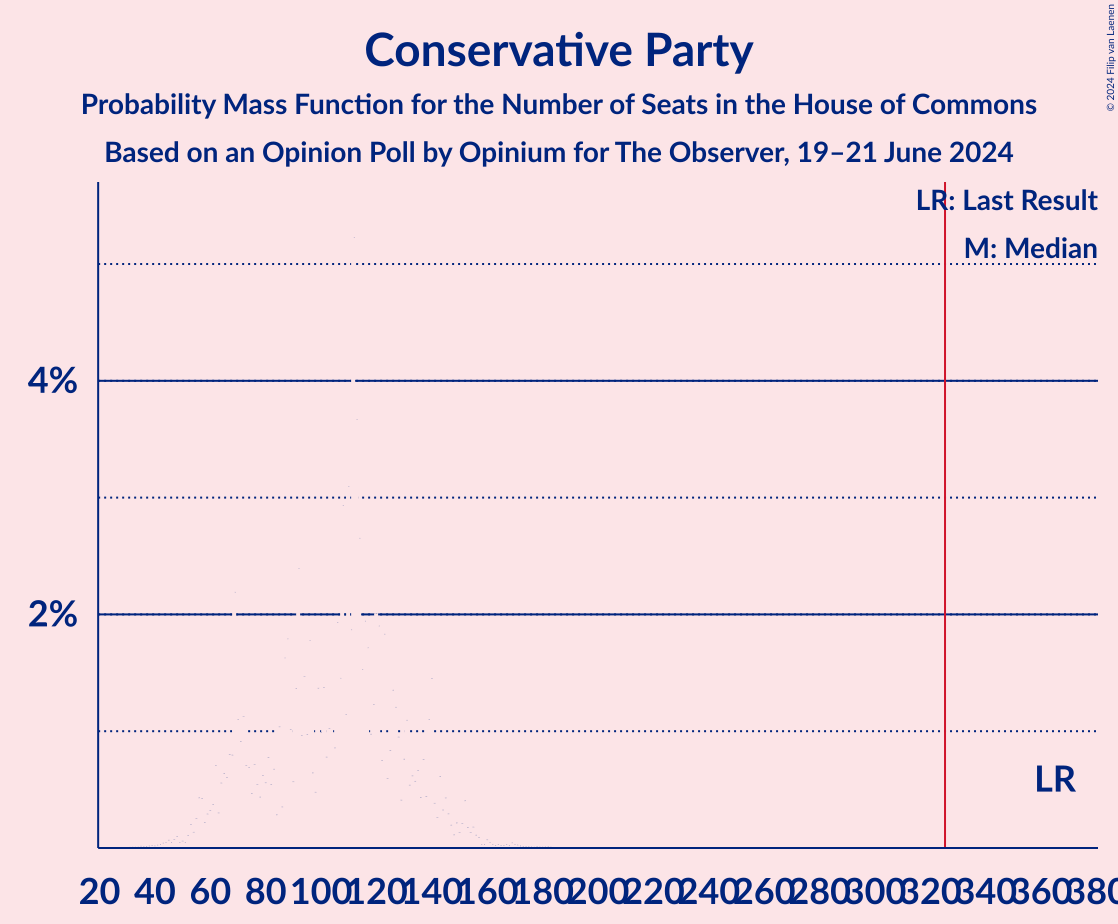 Conservative Party
Probability Mass Function for the Number of Seats in the House of Commons
Based on an Opinion Poll by Opinium for The Observer, 19–21 June 2024
© 2024 Filip van Laenen
LR: Last Result
M: Median
4%
2%
LR
20 40 60 80 100 120 140 160 180 200 220 240 260 280 300 320 340 360 380